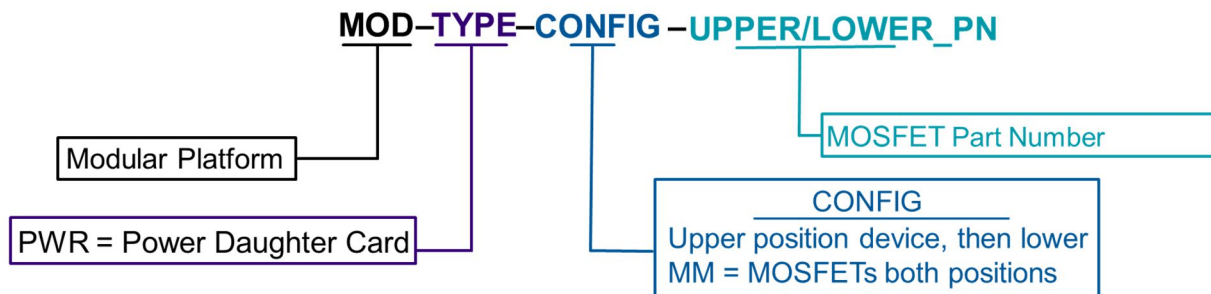 MOD–TYPE–CONFIG –UPPER/LOWER_PN
MOSFET Part Number
Modular Platform
CONFIG
Upper position device, then lower
MM = MOSFETs both positions
PWR = Power Daughter Card